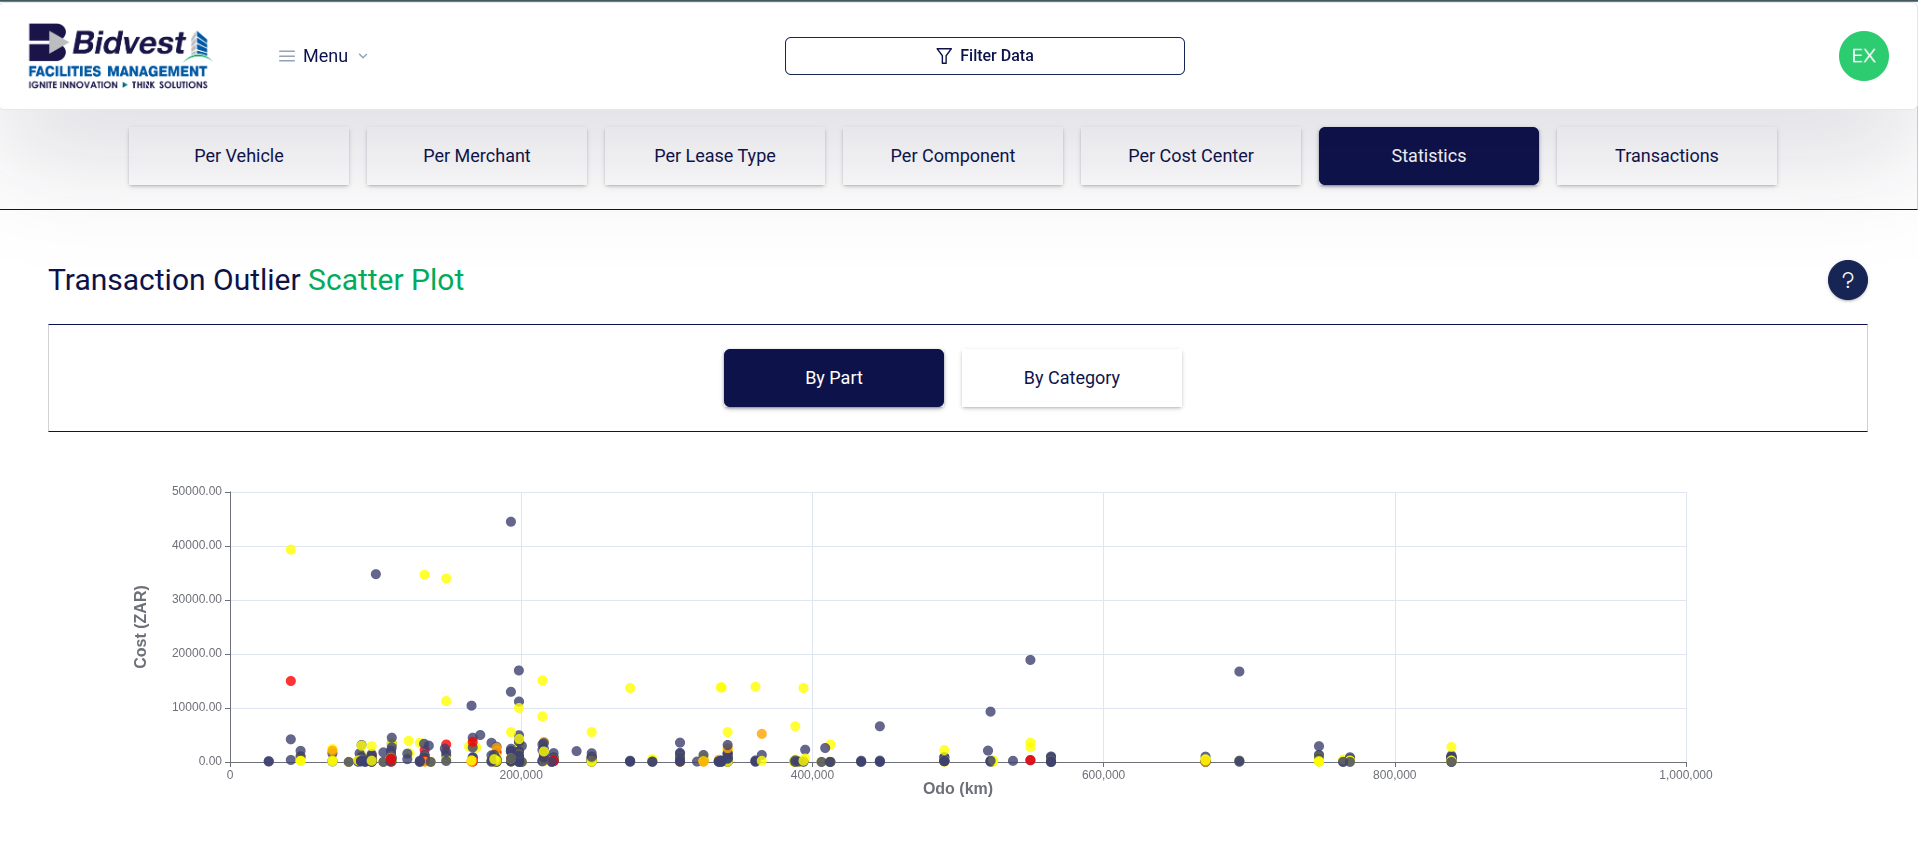 Bidvest
FACILITIES MANAGEMENT
IGNITE INNOVATION ▸ THI2K SOLUTIONS
Menu
Filter Data
EX
Per Vehicle
Per Merchant
Per Lease Type
Per Component
Per Cost Center
Statistics
Transactions
Transaction Outlier Scatter Plot
?
By Part
By Category
50000.00
40000.00
30000.00
20000.00
10000.00
0.00
Cost (ZAR)
0
200,000
400,000
600,000
800,000
1,000,000
Odo (km)